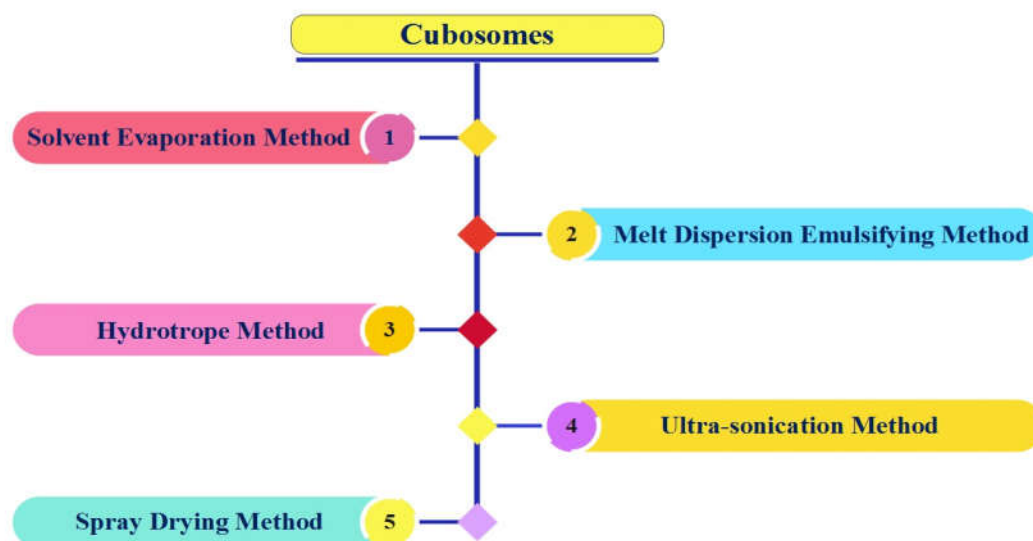 Cubosomes
Solvent Evaporation Method 1
2 Melt Dispersion Emulsifying Method
Hydrotrope Method 3
4 Ultra-sonication Method
Spray Drying Method 5